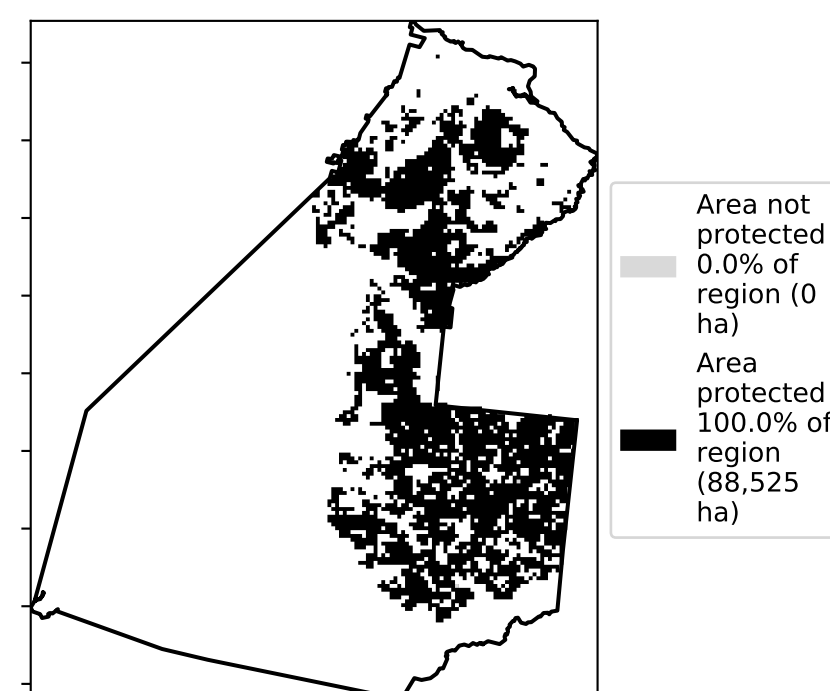 Area not
protected
0.0% of
region (0
ha)
Area
protected
100.0% of
region
(88,525
ha)